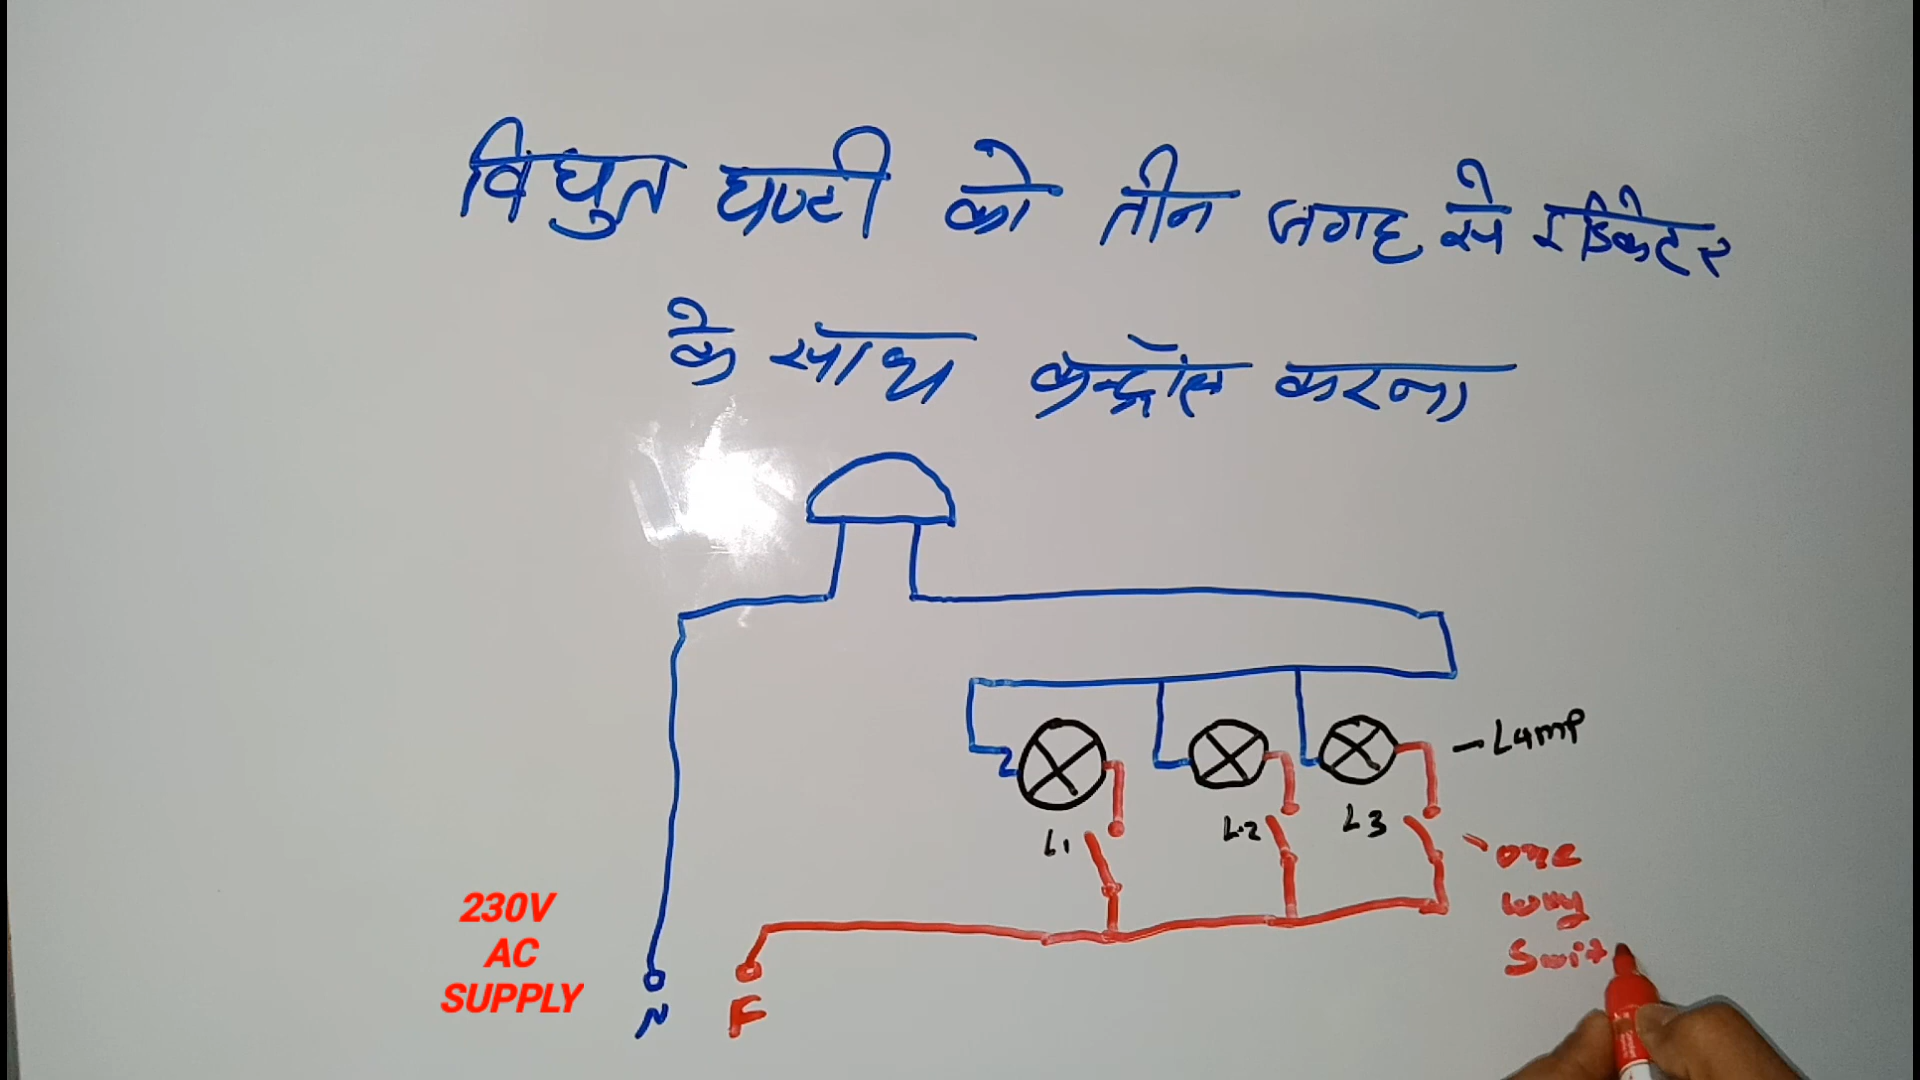 विघुत घण्टी को तीन जगह से इंडिकेटर
के साथ कन्ट्रोल करना
Lamp
L1
L2
L3
one
way
Swit
230V
AC
SUPPLY
N
F